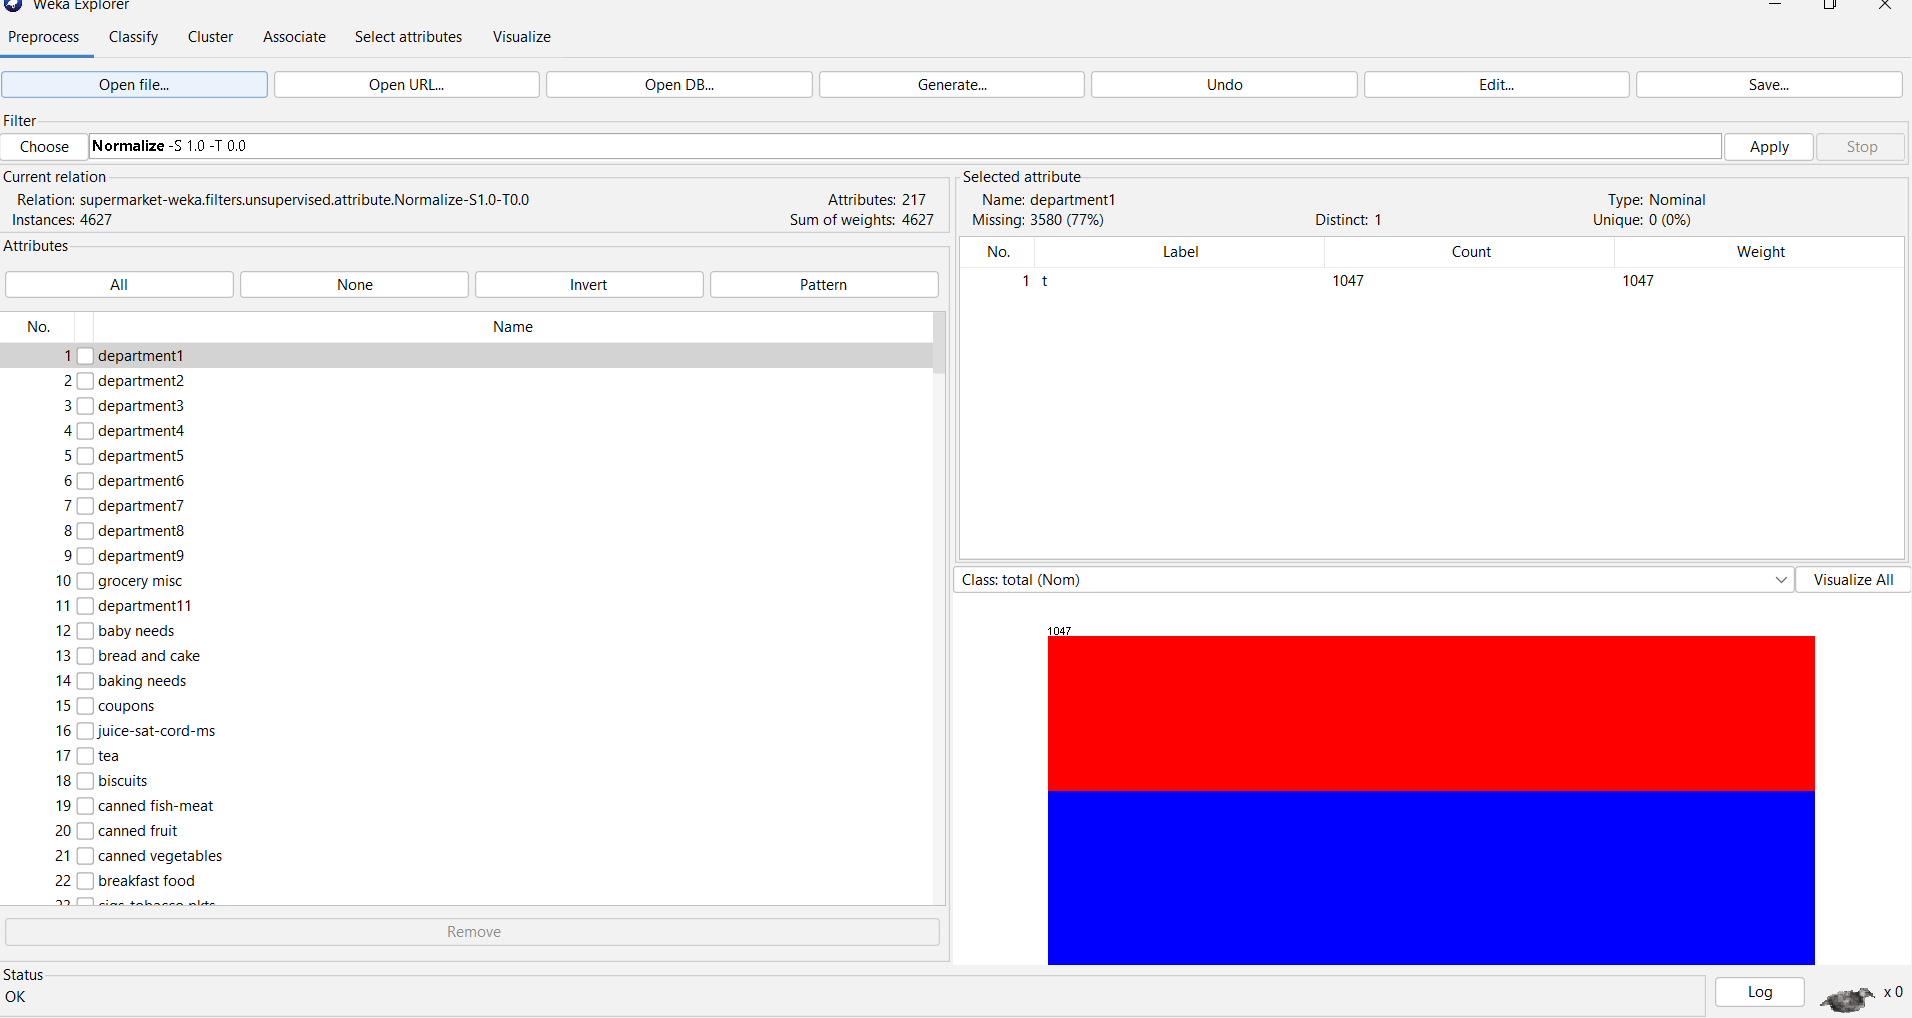 Weka Explorer
Preprocess Classify Cluster Associate Select attributes Visualize
Open file... Open URL... Open DB... Generate... Undo Edit... Save...
Filter
Choose Normalize -S 1.0 -T 0.0 Apply Stop
Current relation
Relation: supermarket-weka.filters.unsupervised.attribute.Normalize-S1.0-T0.0 Attributes: 217
Instances: 4627 Sum of weights: 4627
Attributes
All None Invert Pattern
No. Name
1 department1
2 department2
3 department3
4 department4
5 department5
6 department6
7 department7
8 department8
9 department9
10 grocery misc
11 department11
12 baby needs
13 bread and cake
14 baking needs
15 coupons
16 juice-sat-cord-ms
17 tea
18 biscuits
19 canned fish-meat
20 canned fruit
21 canned vegetables
22 breakfast food
23 cigs-tobacco pkts
Remove
Selected attribute
Name: department1 Type: Nominal
Missing: 3580 (77%) Distinct: 1 Unique: 0 (0%)
No. Label Count Weight
1 t 1047 1047
Class: total (Nom) Visualize All
1047
Status
OK
Log x 0